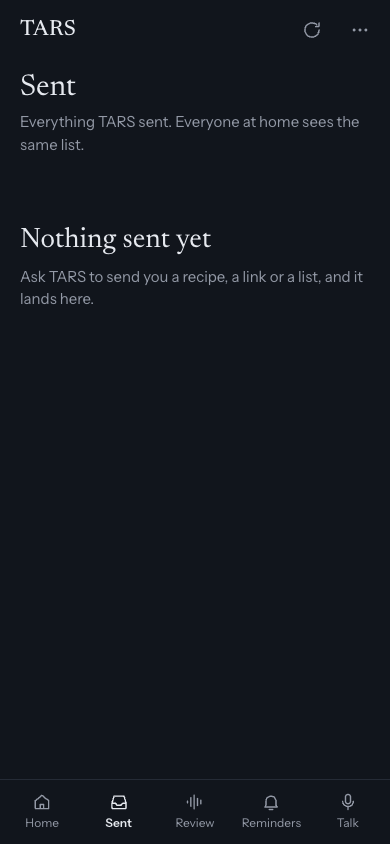 TARS
Sent
Everything TARS sent. Everyone at home sees the
same list.
Nothing sent yet
Ask TARS to send you a recipe, a link or a list, and it
lands here.
Home
Sent
Review
Reminders
Talk